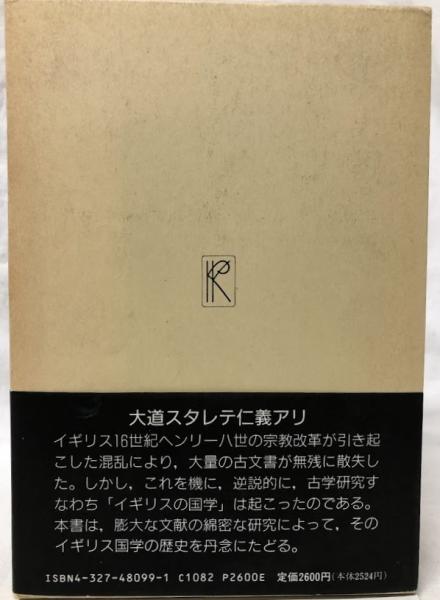 大道スタレテ仁義アリ
イギリス16世紀ヘンリー八世の宗教改革が引き起
こした混乱により，大量の古文書が無残に散失し
た。しかし，これを機に，逆説的に，古学研究す
なわち「イギリスの国学」は起こったのである。
本書は，膨大な文献の綿密な研究によって，その
イギリス国学の歴史を丹念にたどる。
ISBN4-327-48099-1 C1082 P2600E 定価2600円(本体2524円)